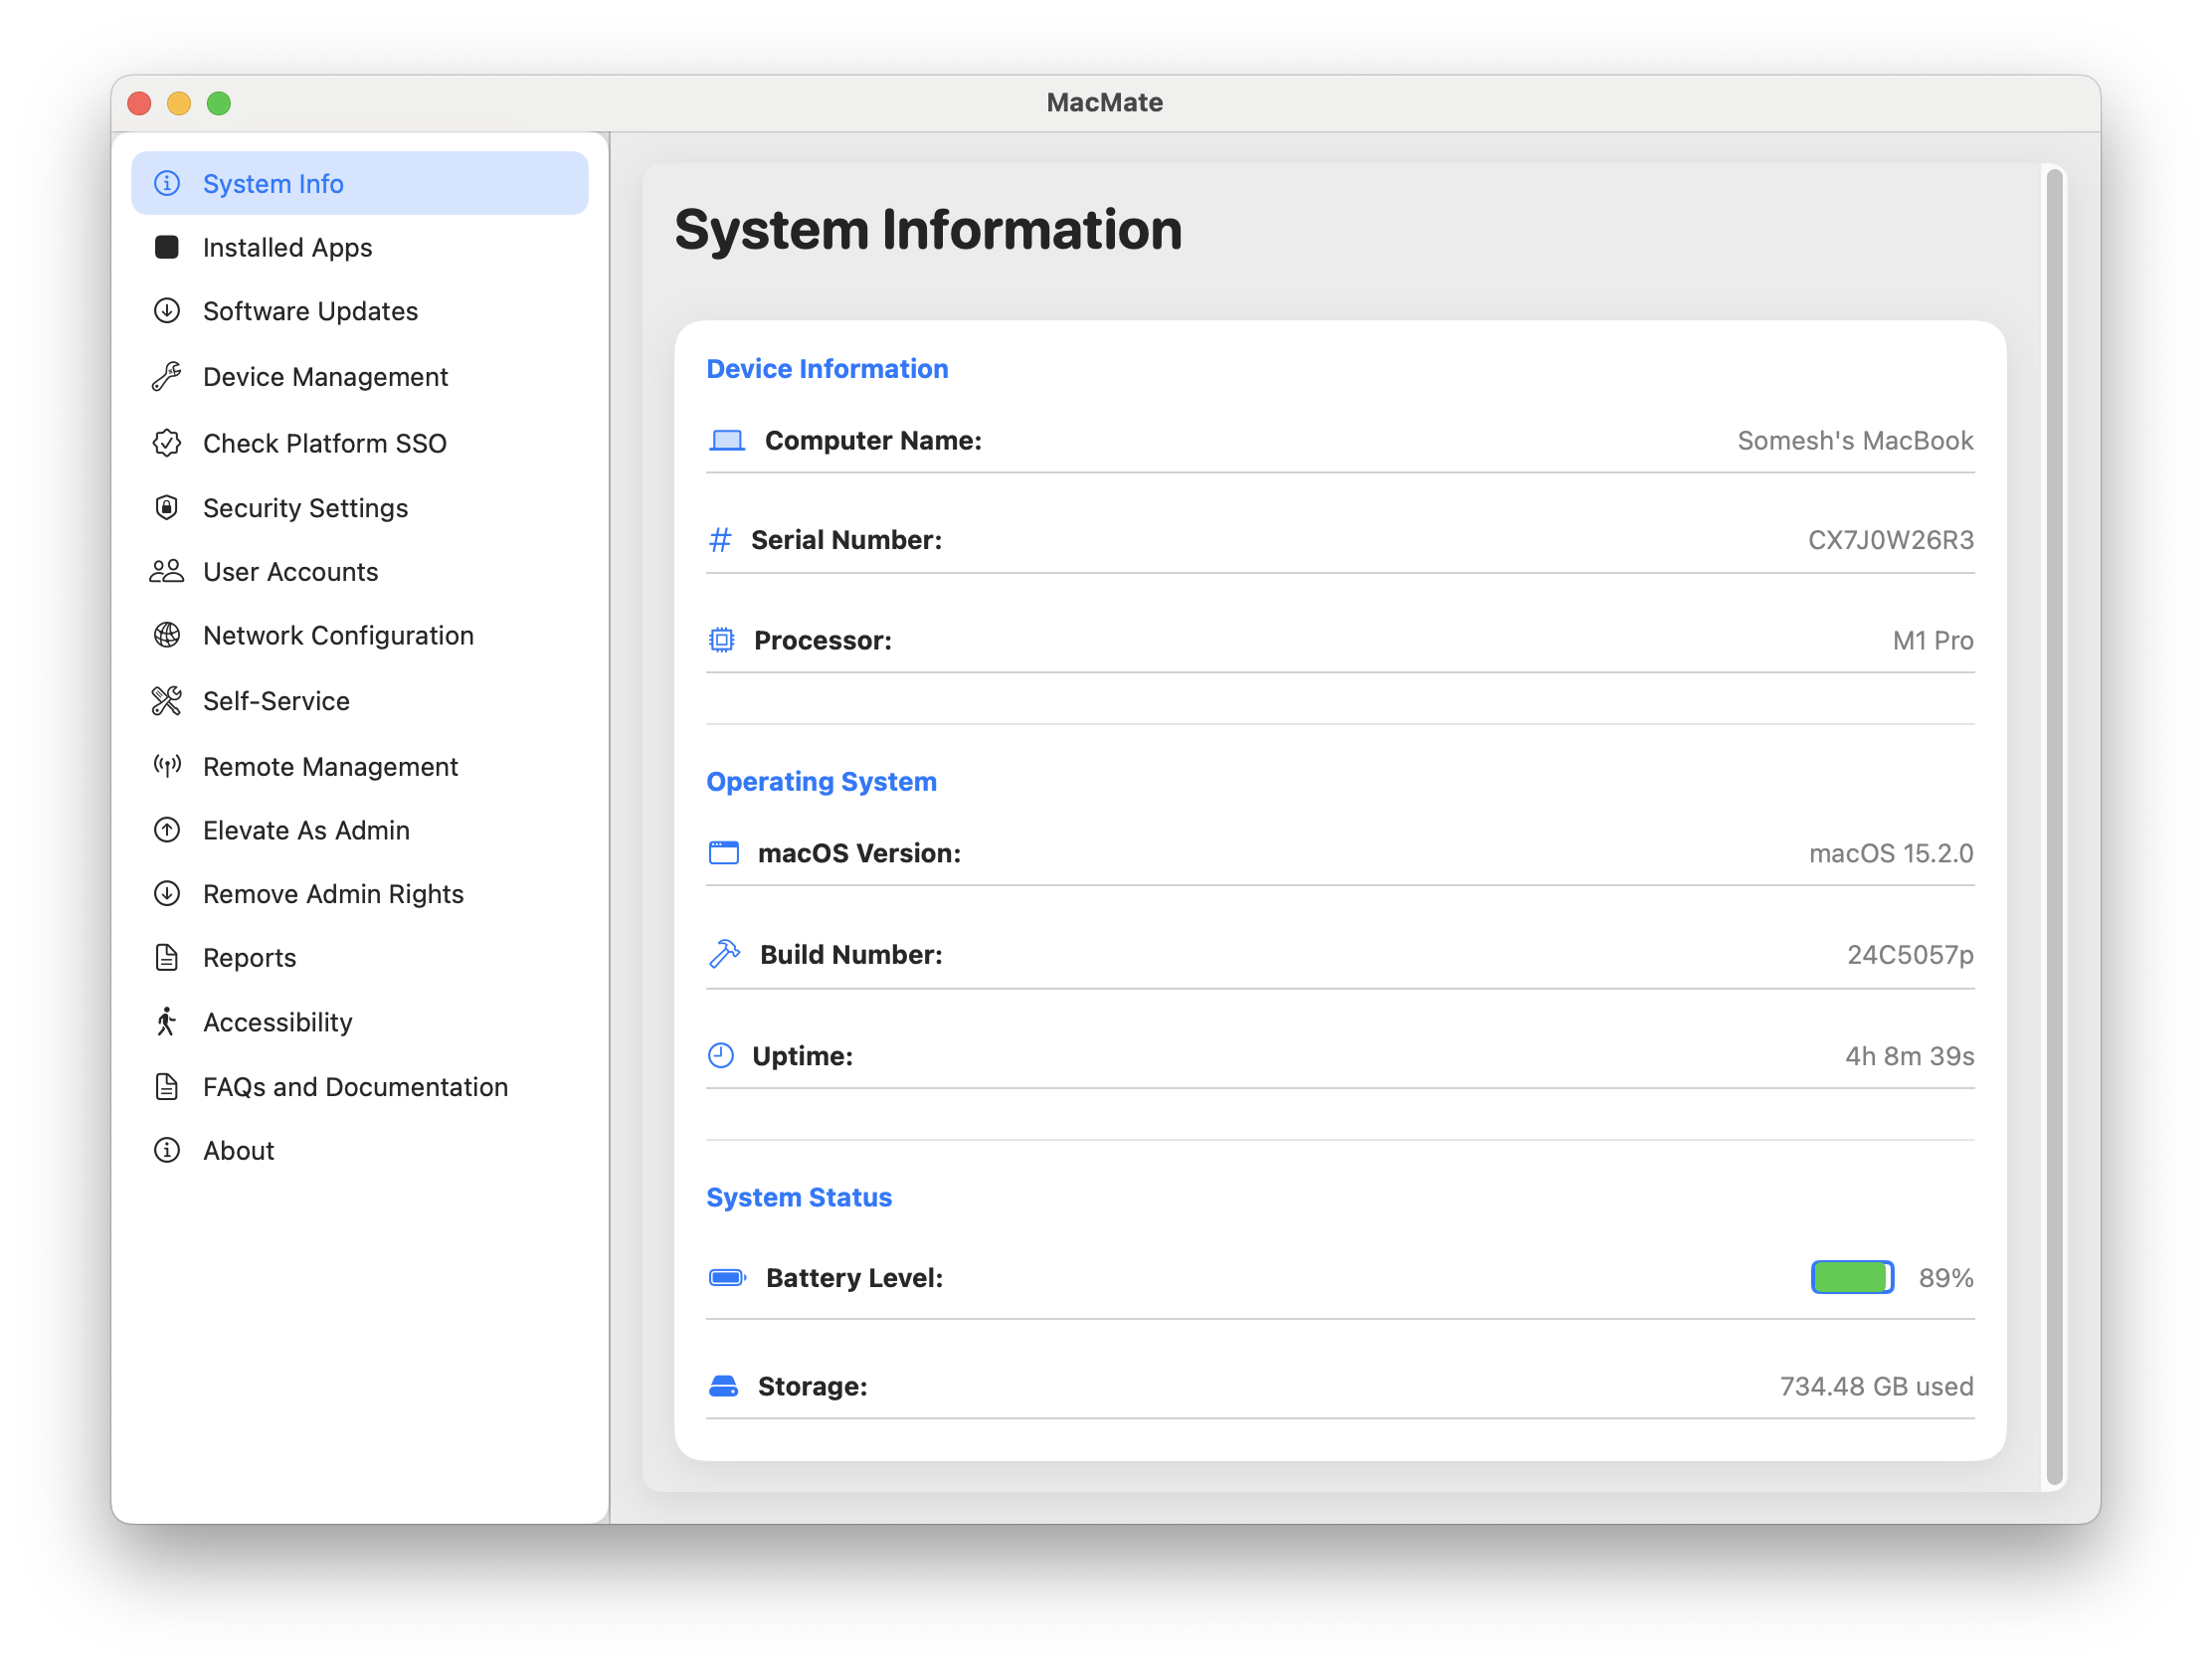 MacMate
System Info
Installed Apps
Software Updates
Device Management
Check Platform SSO
Security Settings
User Accounts
Network Configuration
Self-Service
Remote Management
Elevate As Admin
Remove Admin Rights
Reports
Accessibility
FAQs and Documentation
About
System Information
Device Information
Computer Name: Somesh's MacBook
Serial Number: CX7J0W26R3
Processor: M1 Pro
Operating System
macOS Version: macOS 15.2.0
Build Number: 24C5057p
Uptime: 4h 8m 39s
System Status
Battery Level: 89%
Storage: 734.48 GB used